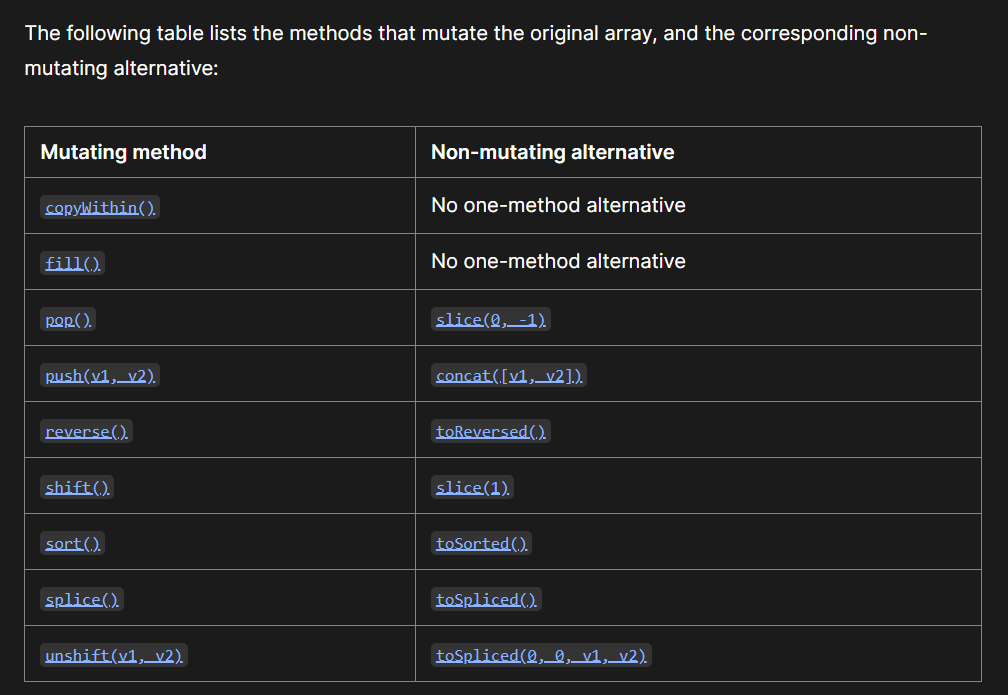 The following table lists the methods that mutate the original array, and the corresponding non-
mutating alternative:
Mutating method Non-mutating alternative
copyWithin() No one-method alternative
fill() No one-method alternative
pop() slice(0, -1)
push(v1, v2) concat([v1, v2])
reverse() toReversed()
shift() slice(1)
sort() toSorted()
splice() toSpliced()
unshift(v1, v2) toSpliced(0, 0, v1, v2)